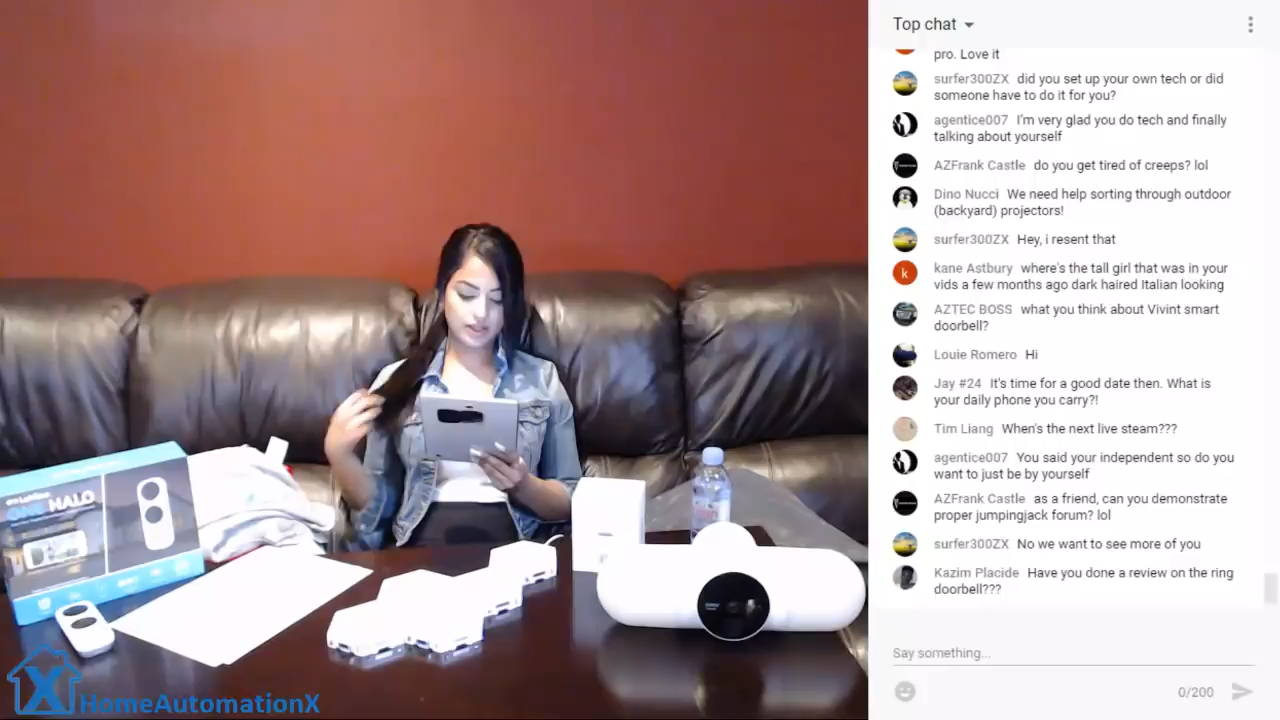 Top chat
pro. Love it
surfer300ZX did you set up your own tech or did
someone have to do it for you?
agentice007 I'm very glad you do tech and finally
talking about yourself
AZFrank Castle do you get tired of creeps? lol
Dino Nucci We need help sorting through outdoor
(backyard) projectors!
surfer300ZX Hey, i resent that
k
kane Astbury where's the tall girl that was in your
vids a few months ago dark haired Italian looking
AZTEC BOSS what you think about Vivint smart
doorbell?
Louie Romero Hi
Jay #24 It's time for a good date then. What is
your daily phone you carry?!
Tim Liang When's the next live steam???
agentice007 You said your independent so do you
want to just be by yourself
AZFrank Castle as a friend, can you demonstrate
proper jumpingjack forum? lol
surfer300ZX No we want to see more of you
Kazim Placide Have you done a review on the ring
doorbell???
Say something...
0/200
ONE HALO
X
HomeAutomationX